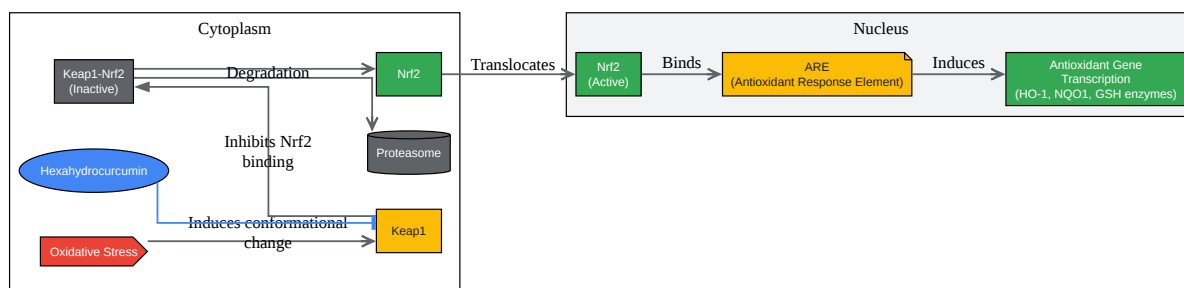 Cytoplasm
Nucleus
Keap1-Nrf2
(Inactive)
Degradation
Nrf2
Translocates
Nrf2
(Active)
Binds
ARE
(Antioxidant Response Element)
Induces
Antioxidant Gene
Transcription
(HO-1, NQO1, GSH enzymes)
Inhibits Nrf2
binding
Proteasome
Hexahydrocurcumin
Induces conformational
change
Keap1
Oxidative Stress